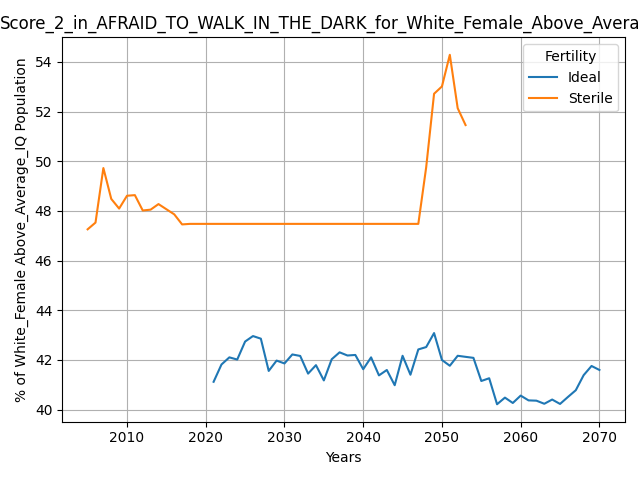 Score_2_in_AFRAID_TO_WALK_IN_THE_DARK_for_White_Female_Above_Avera
% of White_Female Above_Average_IQ Population
54
52
50
48
46
44
42
40
Fertility
Ideal
Sterile
2010 2020 2030 2040 2050 2060 2070
Years